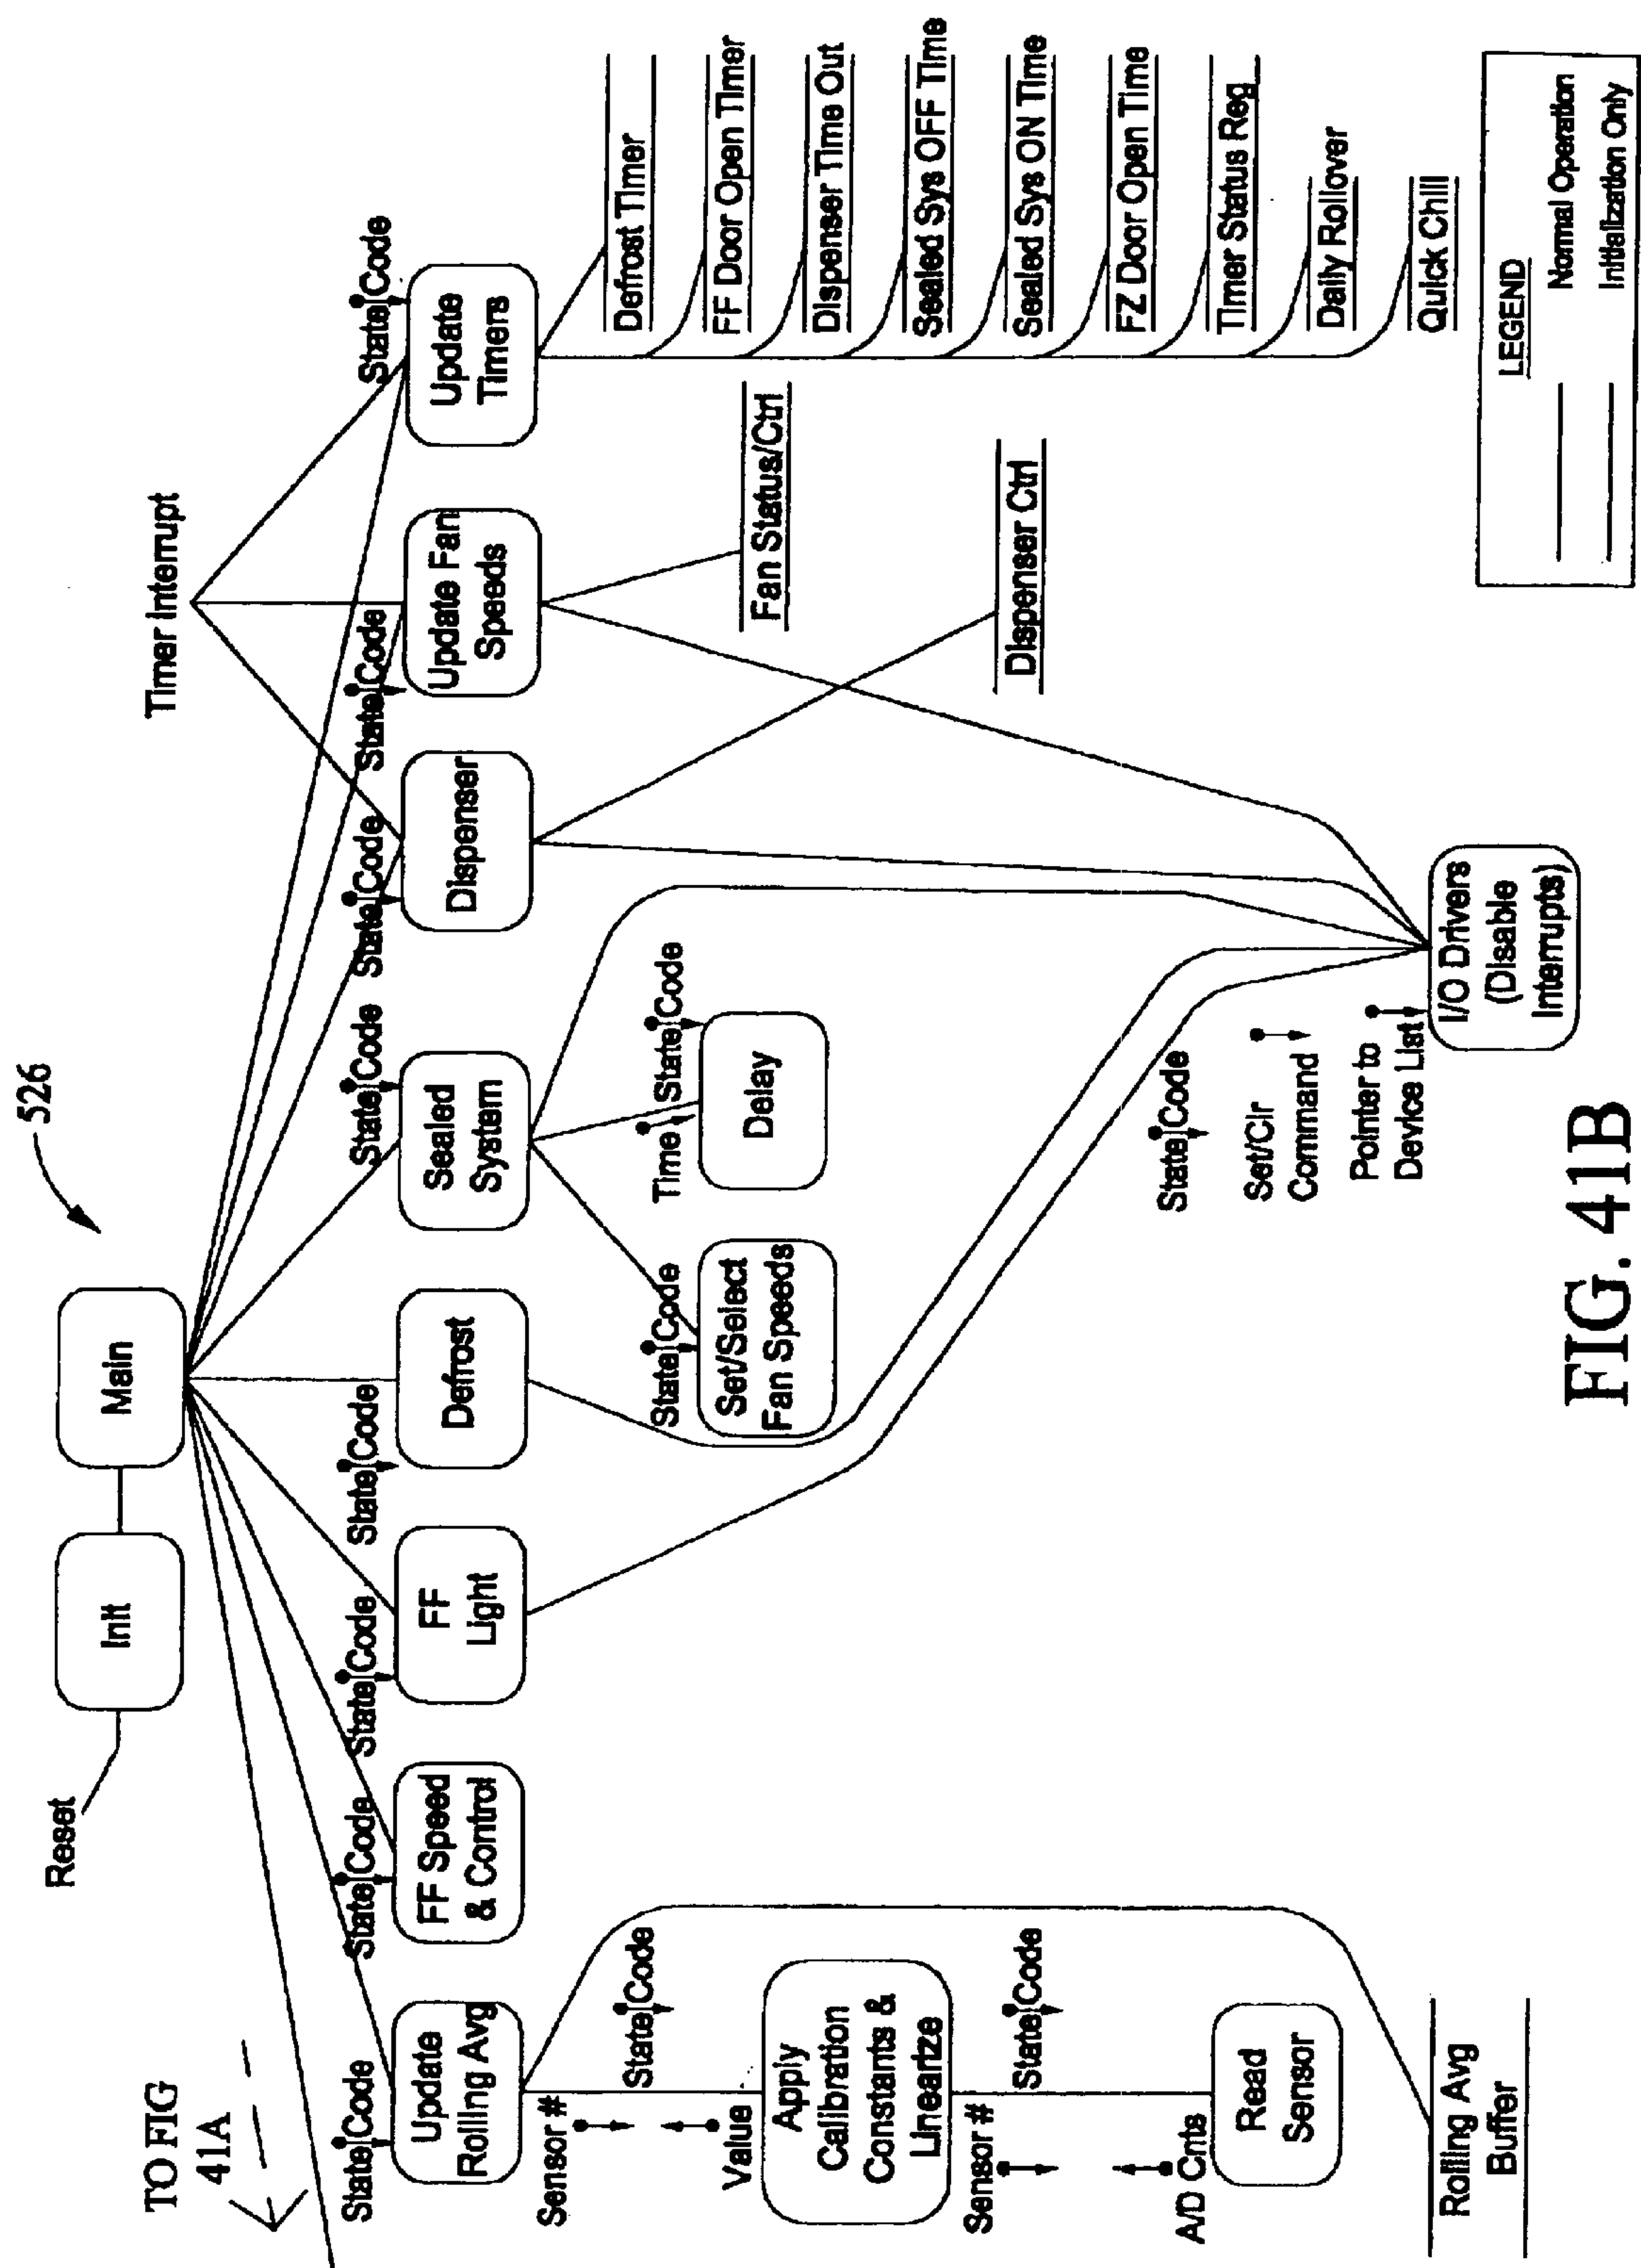 526
Reset
Init
Main
Timer Interrupt
TO FIG
41A
State Code
State Code
State Code
State Code
State Code
State Code
State Code
State Code
Update
Rolling Avg
FF Speed
& Control
FF
Light
Defrost
Sealed
System
Dispenser
Update Fan
Speeds
Update
Timers
Sensor #
Value
State Code
State Code
Set/Select
Fan Speeds
Time
State Code
Delay
Fan Status/Ctrl
Defrost Timer
FF Door Open Timer
Dispenser Time Out
Sealed Sys OFF Time
Sealed Sys ON Time
FZ Door Open Time
Timer Status Reg
Daily Rollover
Quick Chill
Apply
Calibration
Constants &
Linearize
Sensor #
A/D Cnts
State Code
Dispenser Ctrl
Read
Sensor
State Code
Set/Clr
Command
Pointer to
Device List
Rolling Avg
Buffer
I/O Drivers
(Disable
Interrupts)
LEGEND
Normal Operation
Initialization Only
FIG. 41B